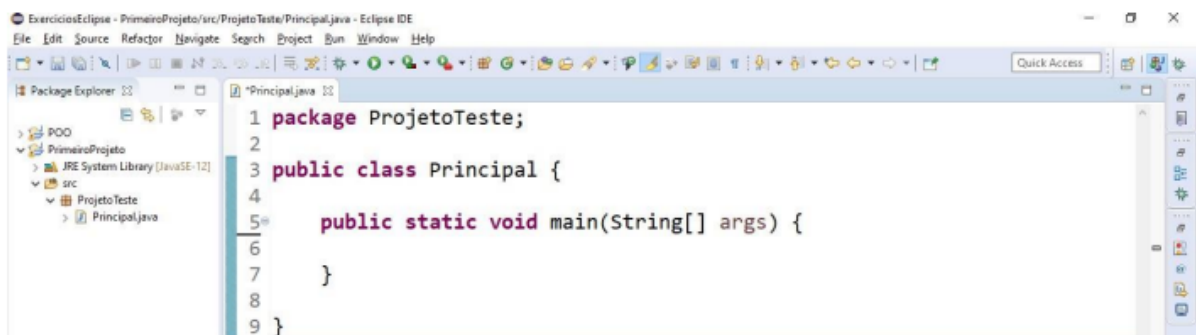 ExerciciosEclipse - PrimeiroProjeto/src/ProjetoTeste/Principal.java - Eclipse IDE
File Edit Source Refactor Navigate Search Project Run Window Help
Quick Access
Package Explorer
*Principal.java
POO
PrimeiroProjeto
JRE System Library [JavaSE-12]
src
ProjetoTeste
Principal.java
1 package ProjetoTeste;
2
3 public class Principal {
4
5 public static void main(String[] args) {
6
7 }
8
9 }